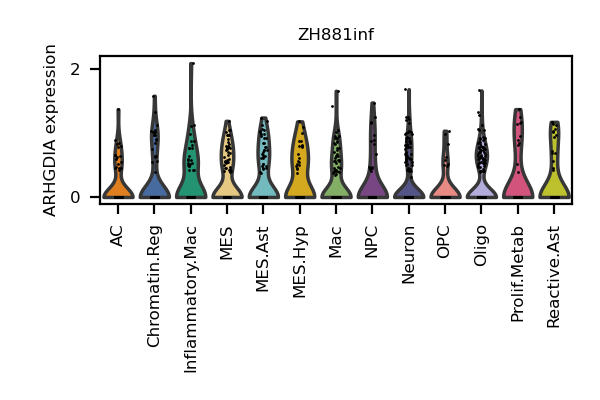 ZH881inf
ARHGDIA expression
2
0
AC
Chromatin.Reg
Inflammatory.Mac
MES
MES.Ast
MES.Hyp
Mac
NPC
Neuron
OPC
Oligo
Prolif.Metab
Reactive.Ast